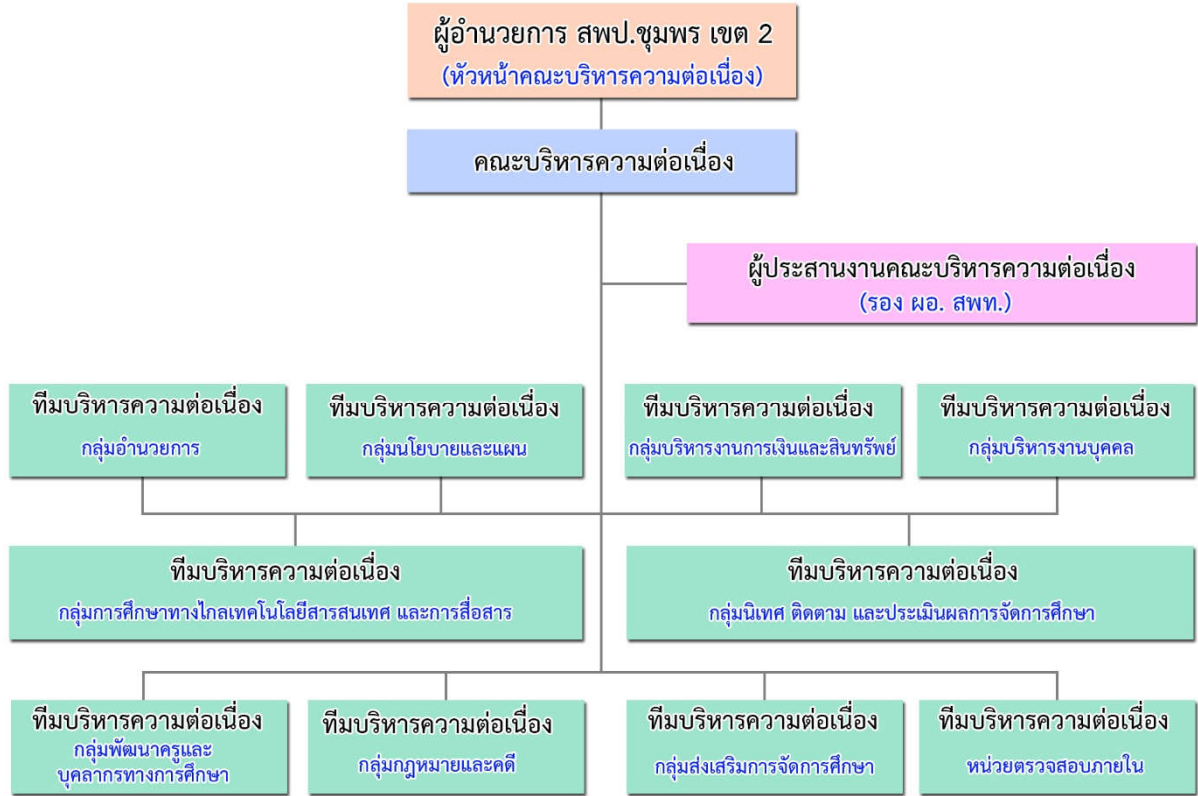 ผู้อำนวยการ สพป.ชุมพร เขต 2
(หัวหน้าคณะบริหารความต่อเนื่อง)
คณะบริหารความต่อเนื่อง
ผู้ประสานงานคณะบริหารความต่อเนื่อง
(รอง ผอ. สพท.)
ทีมบริหารความต่อเนื่อง
กลุ่มอำนวยการ
ทีมบริหารความต่อเนื่อง
กลุ่มนโยบายและแผน
ทีมบริหารความต่อเนื่อง
กลุ่มบริหารงานการเงินและสินทรัพย์
ทีมบริหารความต่อเนื่อง
กลุ่มบริหารงานบุคคล
ทีมบริหารความต่อเนื่อง
กลุ่มการศึกษาทางไกลเทคโนโลยีสารสนเทศ และการสื่อสาร
ทีมบริหารความต่อเนื่อง
กลุ่มนิเทศ ติดตาม และประเมินผลการจัดการศึกษา
ทีมบริหารความต่อเนื่อง
กลุ่มพัฒนาครูและ
บุคลากรทางการศึกษา
ทีมบริหารความต่อเนื่อง
กลุ่มกฎหมายและคดี
ทีมบริหารความต่อเนื่อง
กลุ่มส่งเสริมการจัดการศึกษา
ทีมบริหารความต่อเนื่อง
หน่วยตรวจสอบภายใน